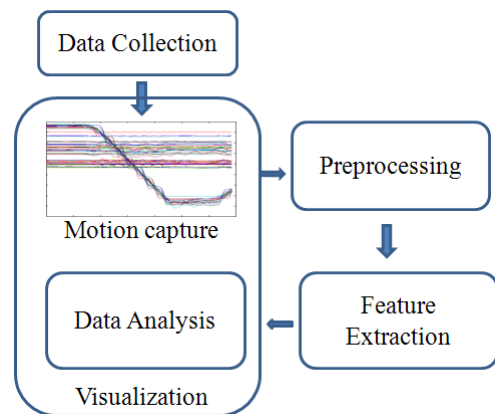 Data Collection
Motion capture
Preprocessing
Feature
Extraction
Data Analysis
Visualization